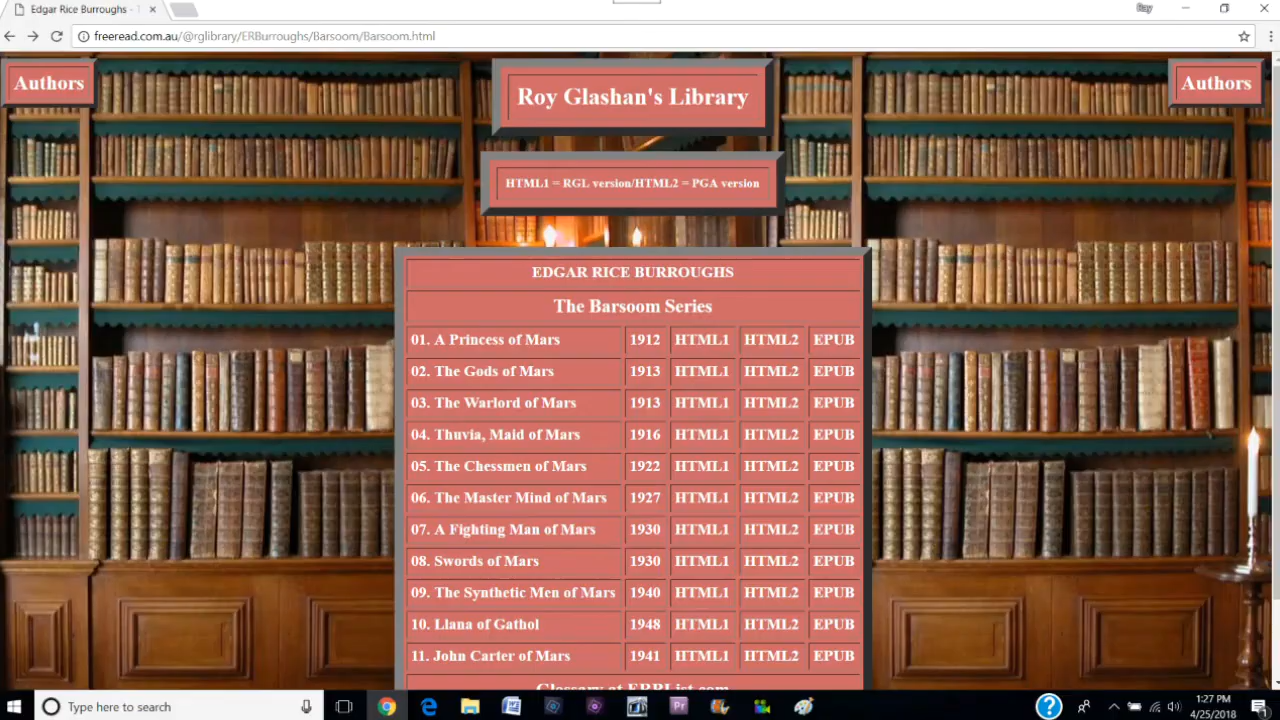 Edgar Rice Burroughs -
Ray
freeread.com.au/@rglibrary/ERBurroughs/Barsoom/Barsoom.html
Authors
Roy Glashan's Library
Authors
HTML1 = RGL version/HTML2 = PGA version
EDGAR RICE BURROUGHS
The Barsoom Series
01. A Princess of Mars 1912 HTML1 HTML2 EPUB
02. The Gods of Mars 1913 HTML1 HTML2 EPUB
03. The Warlord of Mars 1913 HTML1 HTML2 EPUB
04. Thuvia, Maid of Mars 1916 HTML1 HTML2 EPUB
05. The Chessmen of Mars 1922 HTML1 HTML2 EPUB
06. The Master Mind of Mars 1927 HTML1 HTML2 EPUB
07. A Fighting Man of Mars 1930 HTML1 HTML2 EPUB
08. Swords of Mars 1930 HTML1 HTML2 EPUB
09. The Synthetic Men of Mars 1940 HTML1 HTML2 EPUB
10. Llana of Gathol 1948 HTML1 HTML2 EPUB
11. John Carter of Mars 1941 HTML1 HTML2 EPUB
Glossary at ERBList.com
Type here to search
1:27 PM
4/25/2018